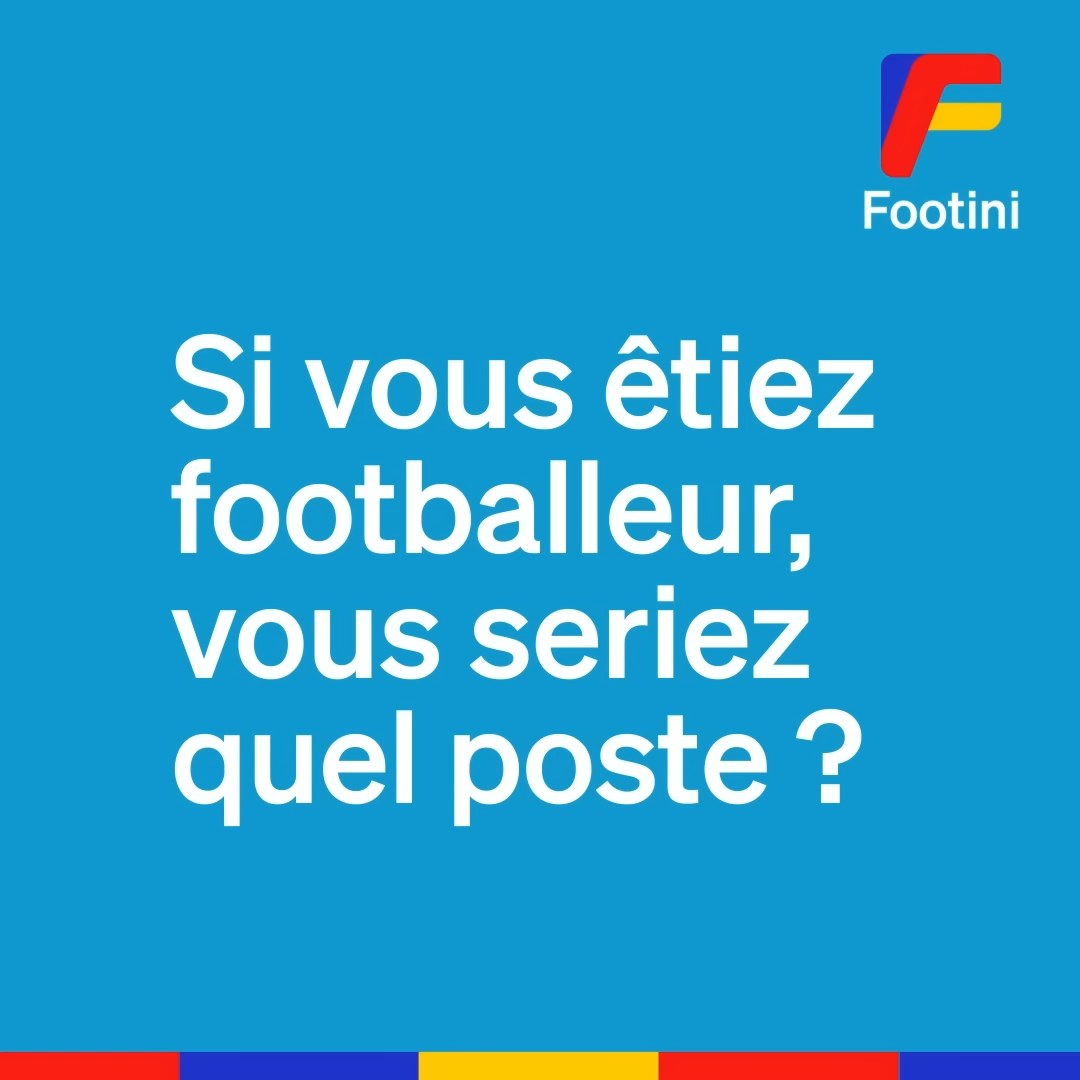 Footini
Si vous êtiez
footballeur,
vous seriez
quel poste ?